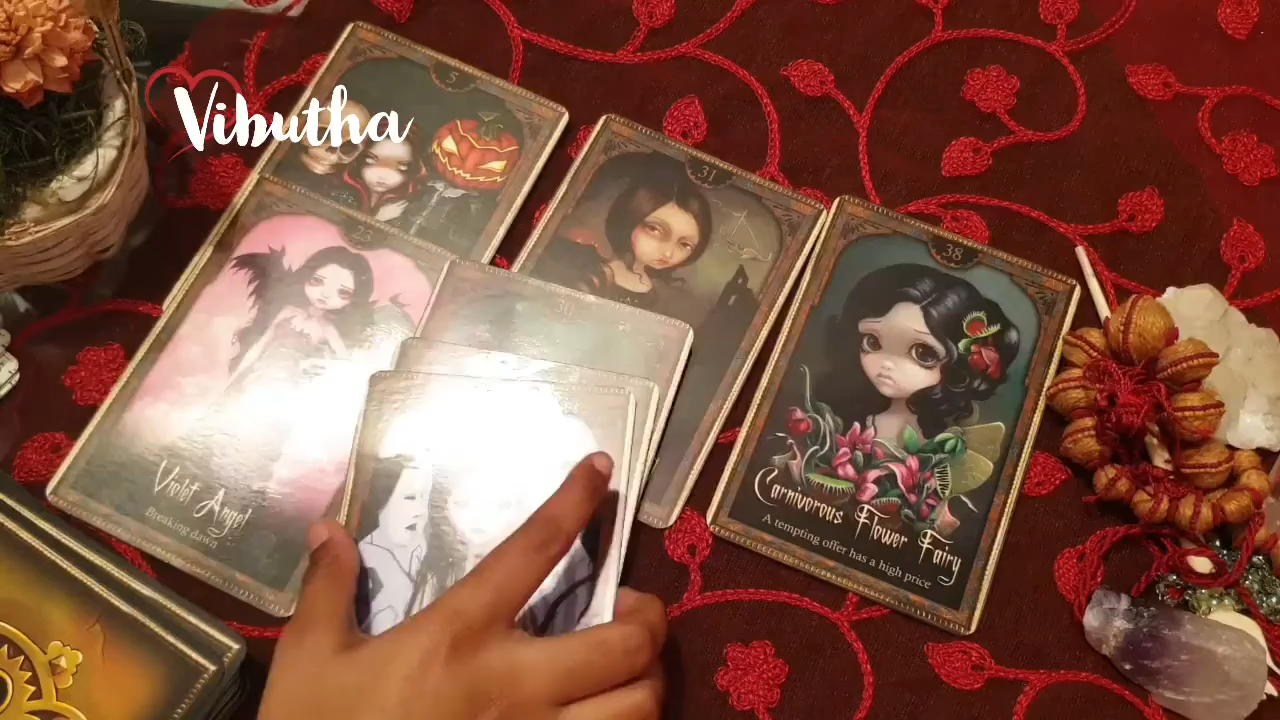 Vibutha
5
31
38
23
30
Violet Angel
Breaking dawn
Carnivorous Flower Fairy
A tempting offer has a high price